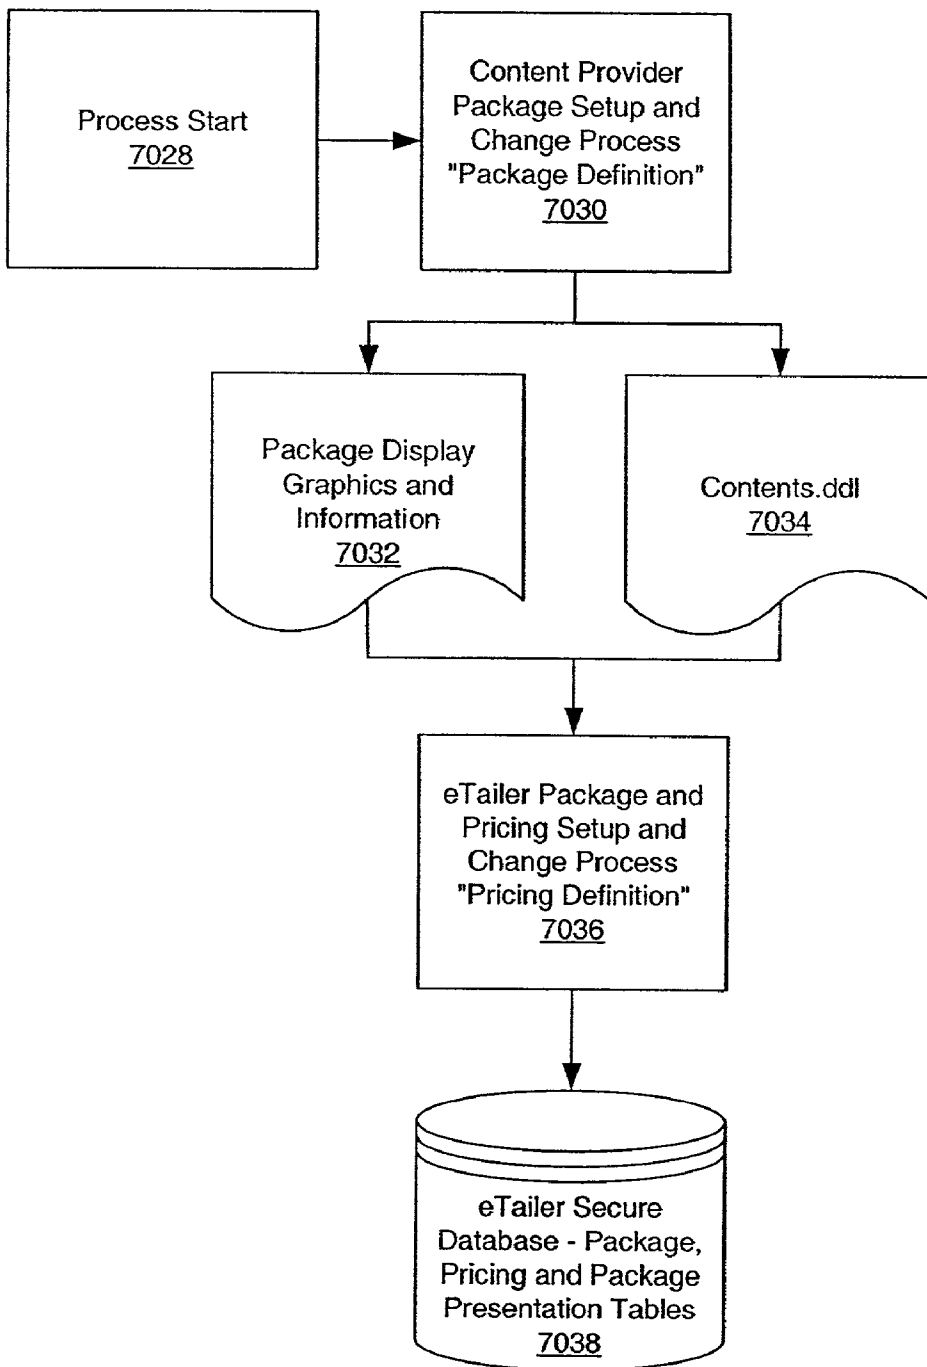 Process Start
7028
Content Provider
Package Setup and
Change Process
"Package Definition"
7030
Package Display
Graphics and
Information
7032
Contents.ddl
7034
eTailer Package and
Pricing Setup and
Change Process
"Pricing Definition"
7036
eTailer Secure
Database - Package,
Pricing and Package
Presentation Tables
7038